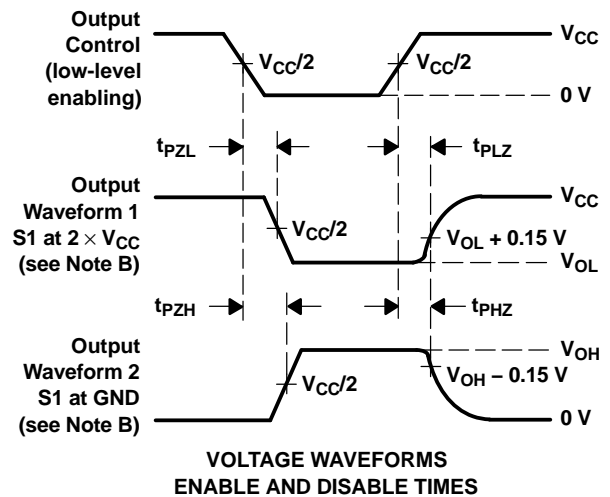 Output
Control
(low-level
enabling)
VCC/2
VCC/2
VCC
0 V
tPZL
tPLZ
Output
Waveform 1
S1 at 2 × VCC
(see Note B)
VCC/2
VCC
VOL + 0.15 V
VOL
tPZH
tPHZ
Output
Waveform 2
S1 at GND
(see Note B)
VCC/2
VOH
VOH – 0.15 V
0 V
VOLTAGE WAVEFORMS
ENABLE AND DISABLE TIMES